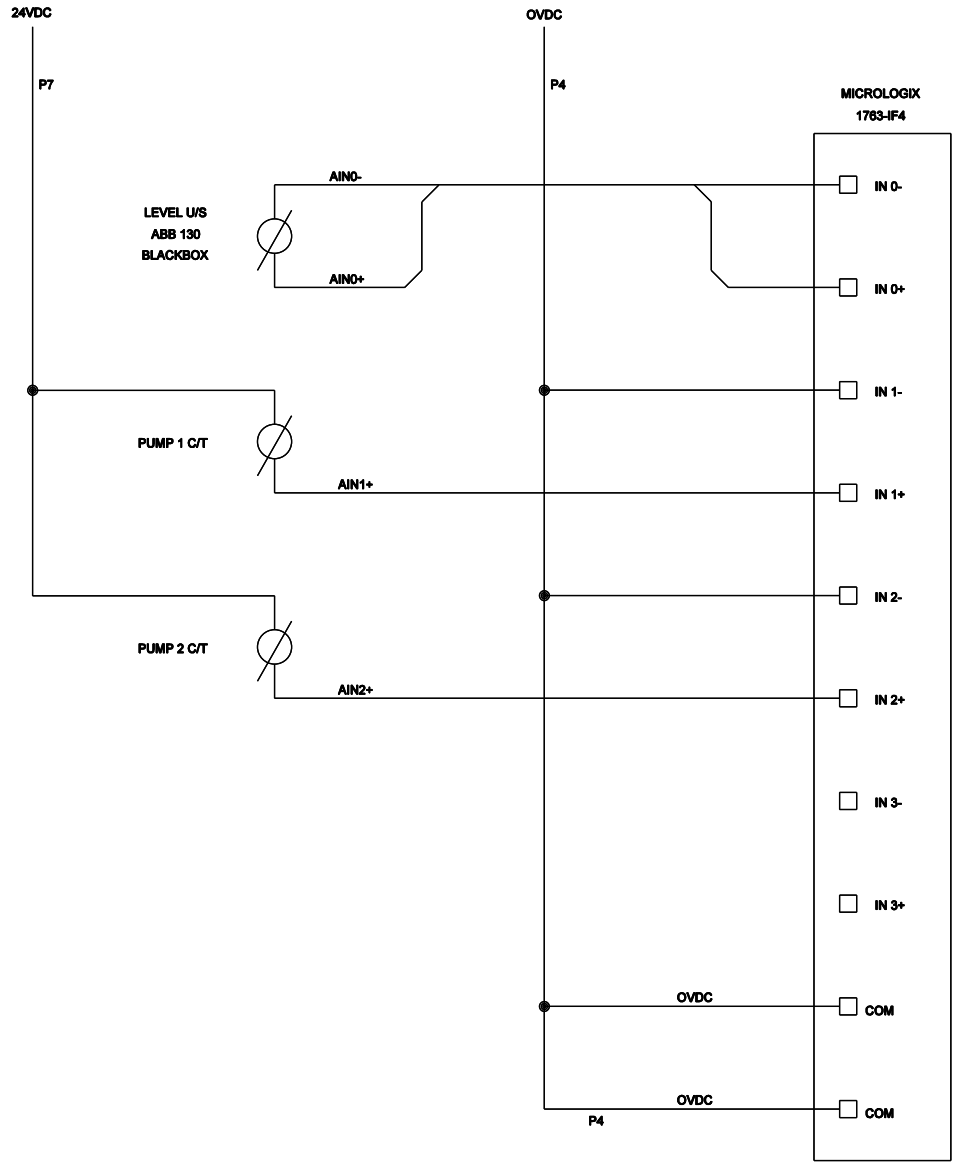 24VDC
OVDC
P7
P4
MICROLOGIX
1763-IF4
AIN0-
IN 0-
LEVEL U/S
ABB 130
BLACKBOX
AIN0+
IN 0+
IN 1-
PUMP 1 C/T
AIN1+
IN 1+
IN 2-
PUMP 2 C/T
AIN2+
IN 2+
IN 3-
IN 3+
OVDC
COM
OVDC
COM
P4